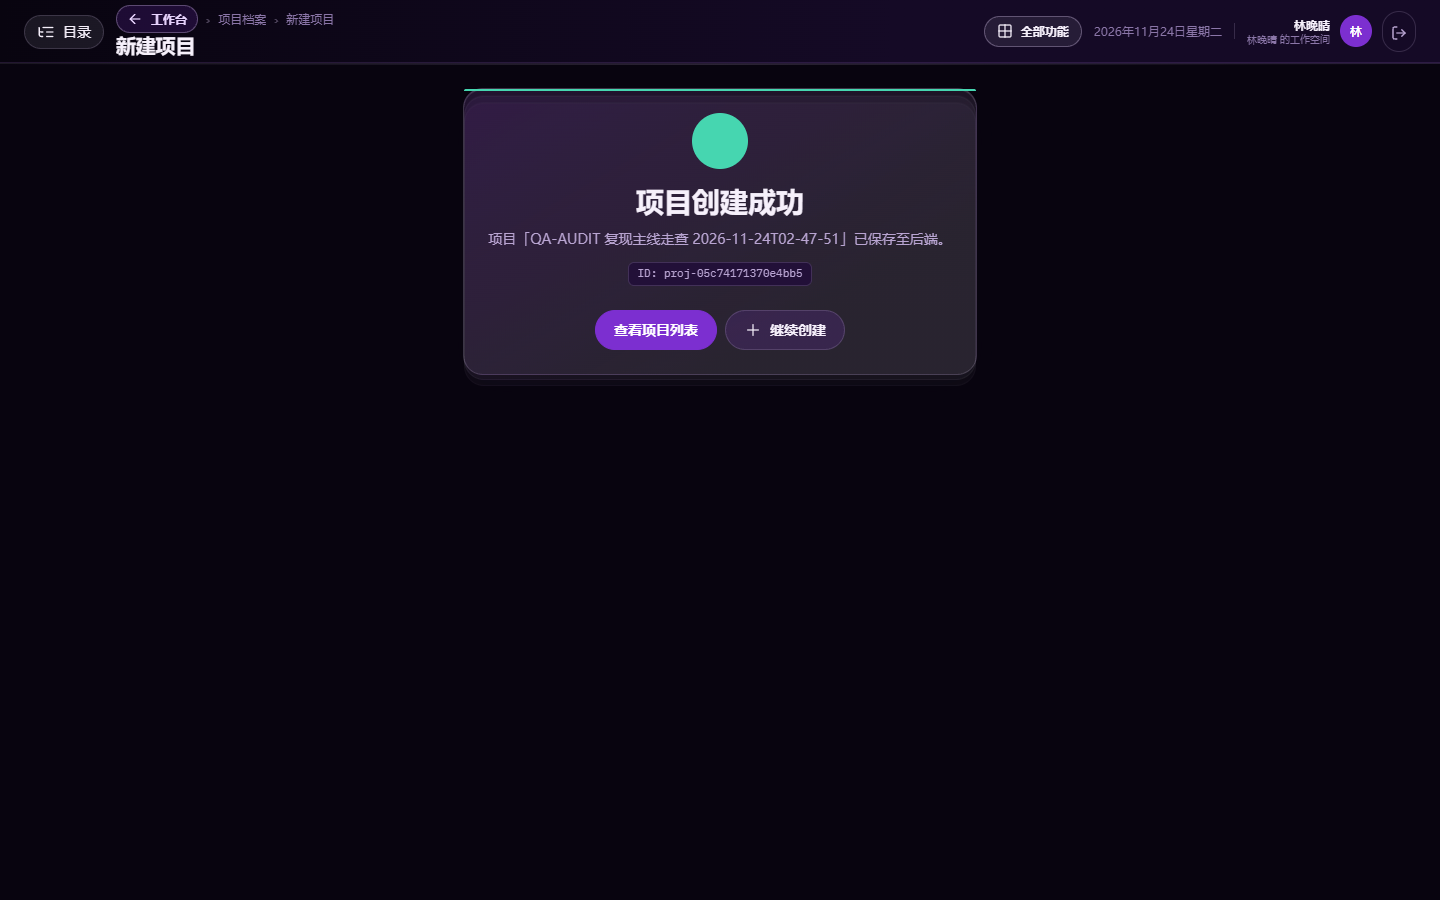 目录
工作台 › 项目档案 › 新建项目
新建项目
全部功能
2026年11月24日星期二
林晚晴
林晚晴 的工作空间
林
项目创建成功
项目「QA-AUDIT 复现主线走查 2026-11-24T02-47-51」已保存至后端。
ID: proj-05c74171370e4bb5
查看项目列表
继续创建